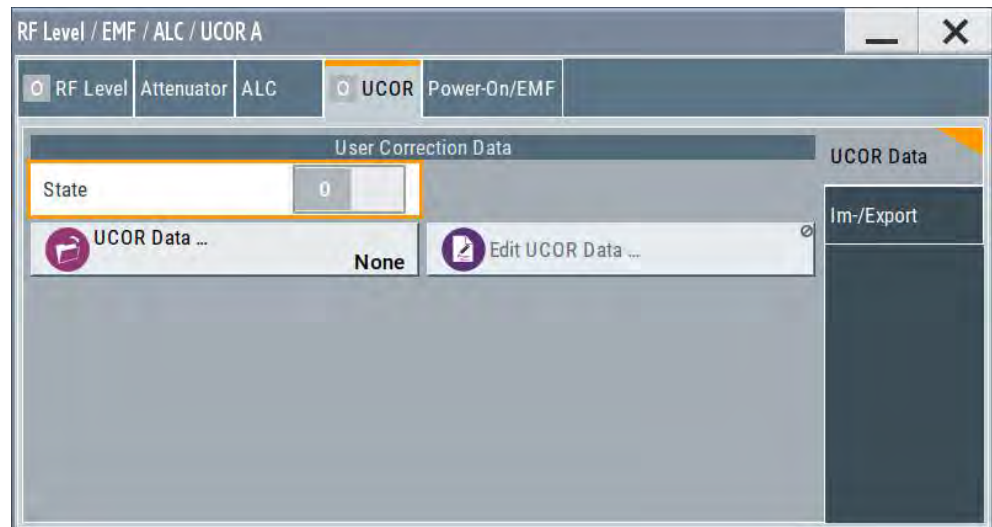 RF Level / EMF / ALC / UCOR A
O RF Level Attenuator ALC O UCOR Power-On/EMF
User Correction Data
UCOR Data
State 0
Im-/Export
UCOR Data ...
None
Edit UCOR Data ...